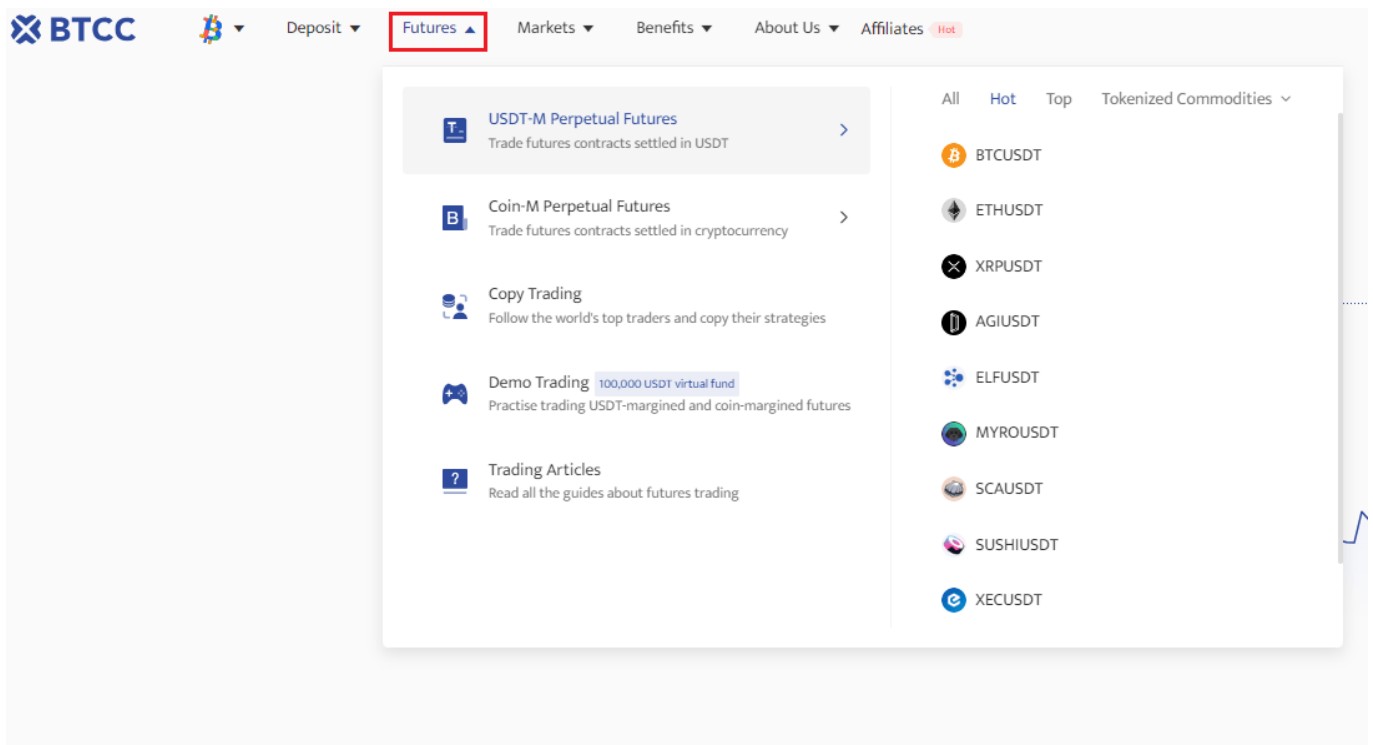 BTCC
Deposit
Futures
Markets
Benefits
About Us
Affiliates
Hot
USDT-M Perpetual Futures
Trade futures contracts settled in USDT
Coin-M Perpetual Futures
Trade futures contracts settled in cryptocurrency
Copy Trading
Follow the world's top traders and copy their strategies
Demo Trading 100,000 USDT virtual fund
Practise trading USDT-margined and coin-margined futures
Trading Articles
Read all the guides about futures trading
All Hot Top Tokenized Commodities
BTCUSDT
ETHUSDT
XRPUSDT
AGIUSDT
ELFUSDT
MYROUSDT
SCAUSDT
SUSHIUSDT
XECUSDT